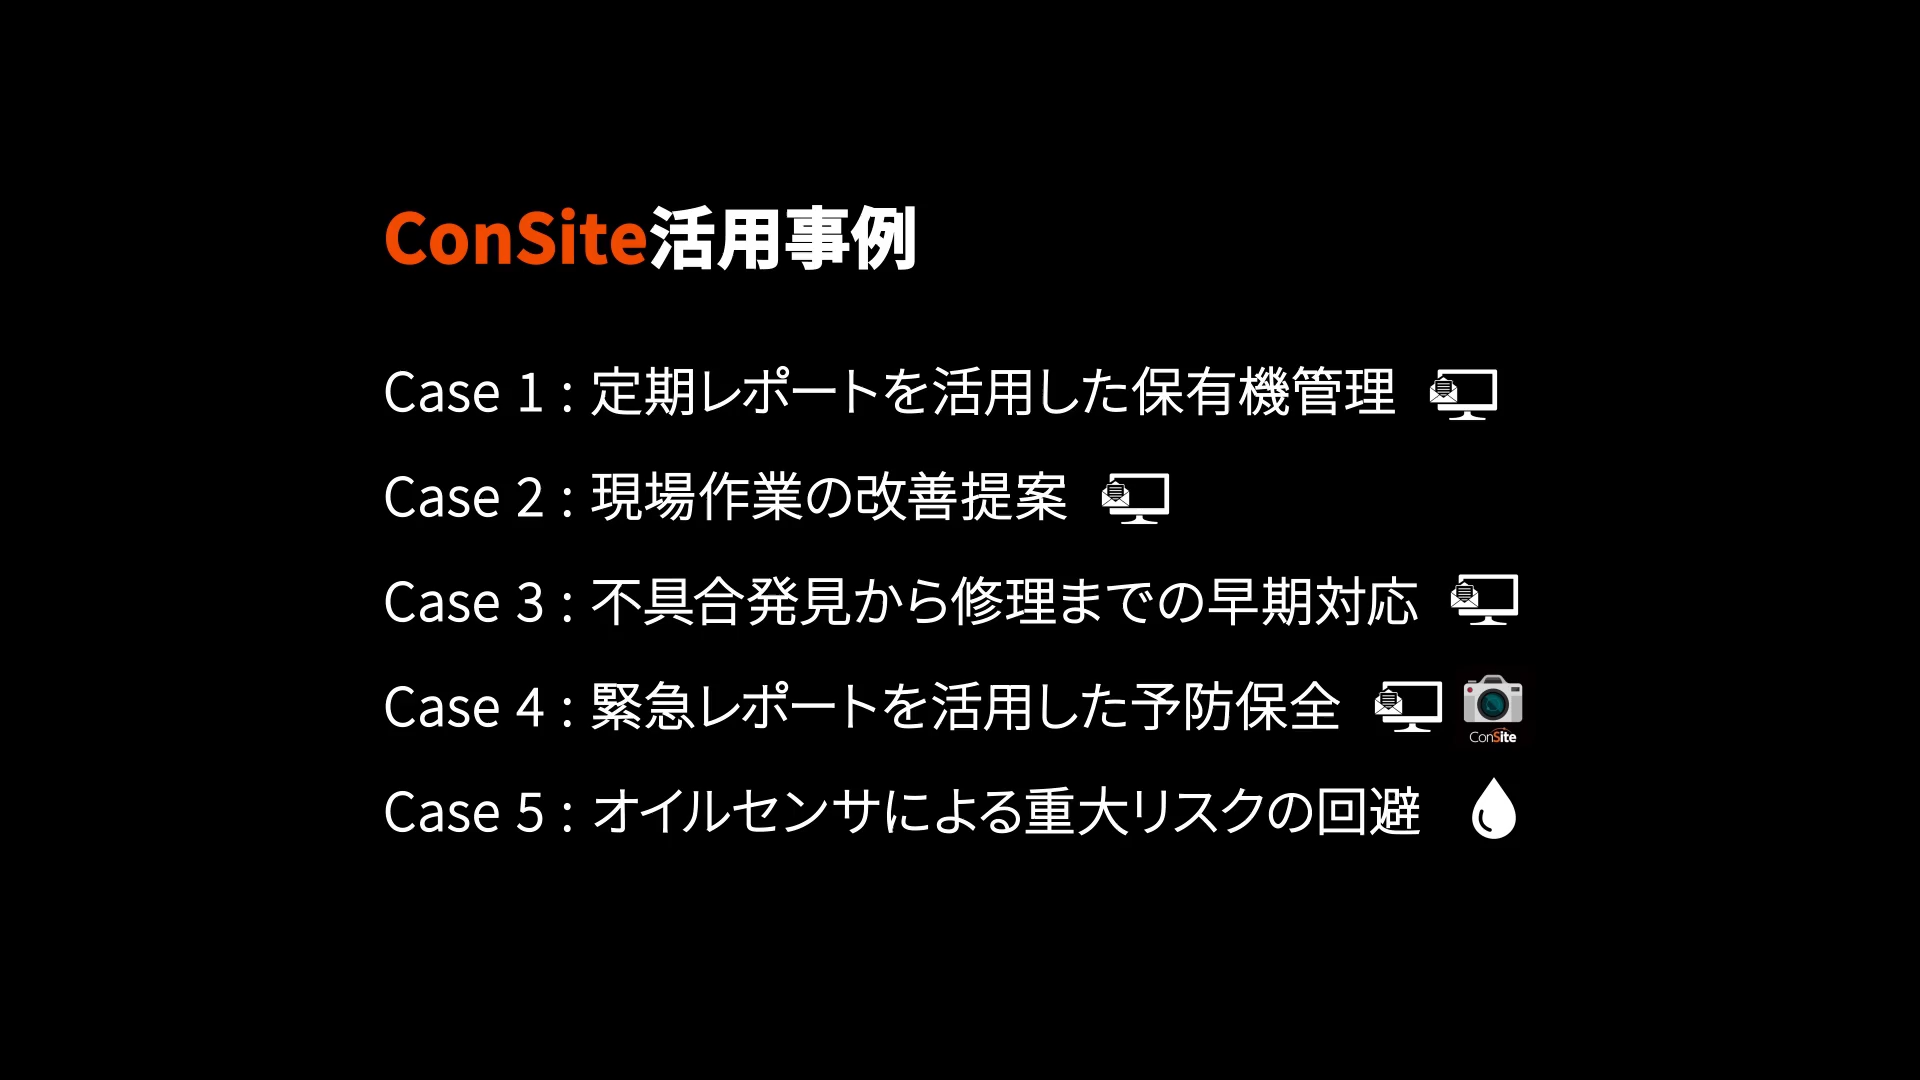 ConSite活用事例
Case 1 : 定期レポートを活用した保有機管理
Case 2 : 現場作業の改善提案
Case 3 : 不具合発見から修理までの早期対応
Case 4 : 緊急レポートを活用した予防保全
ConSite
Case 5 : オイルセンサによる重大リスクの回避